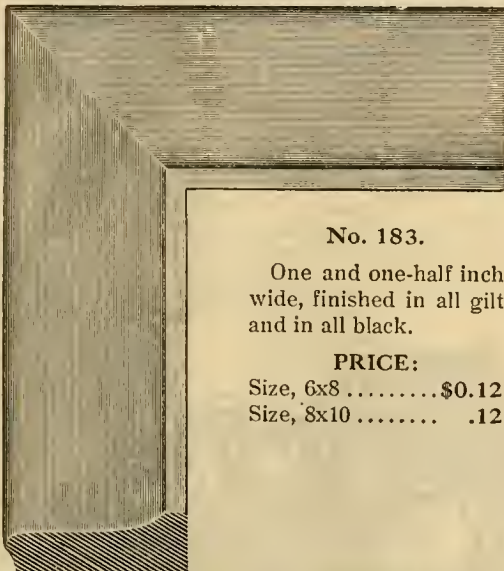 No. 183.
One and one-half inch
wide, finished in all gilt
and in all black.
PRICE:
Size, 6x8 ......... $0.12
Size, 8x10 ........ .12